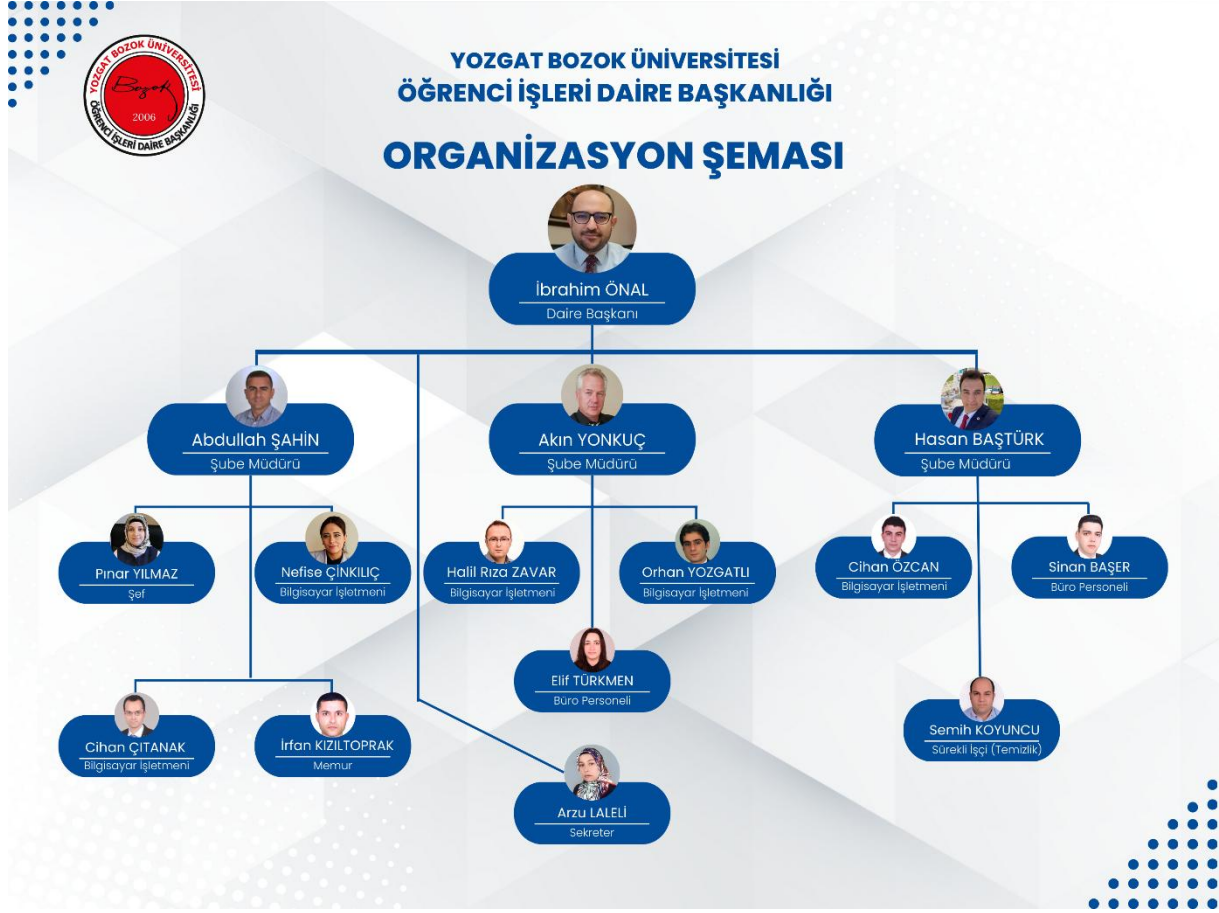 YOZGAT BOZOK ÜNİVERSİTESİ
ÖĞRENCİ İŞLERİ DAİRE BAŞKANLIĞI
Bozok
2006
YOZGAT BOZOK ÜNİVERSİTESİ
ÖĞRENCİ İŞLERİ DAİRE BAŞKANLIĞI
ORGANİZASYON ŞEMASI
İbrahim ÖNAL
Daire Başkanı
Abdullah ŞAHİN
Şube Müdürü
Akın YONKUÇ
Şube Müdürü
Hasan BAŞTÜRK
Şube Müdürü
Pınar YILMAZ
Şef
Nefise ÇİNKILIÇ
Bilgisayar İşletmeni
Halil Rıza ZAVAR
Bilgisayar İşletmeni
Orhan YOZGATLI
Bilgisayar İşletmeni
Cihan ÖZCAN
Bilgisayar İşletmeni
Sinan BAŞER
Büro Personeli
Elif TÜRKMEN
Büro Personeli
Cihan ÇITANAK
Bilgisayar İşletmeni
İrfan KIZILTOPRAK
Memur
Semih KOYUNCU
Sürekli İşçi (Temizlik)
Arzu LALELİ
Sekreter